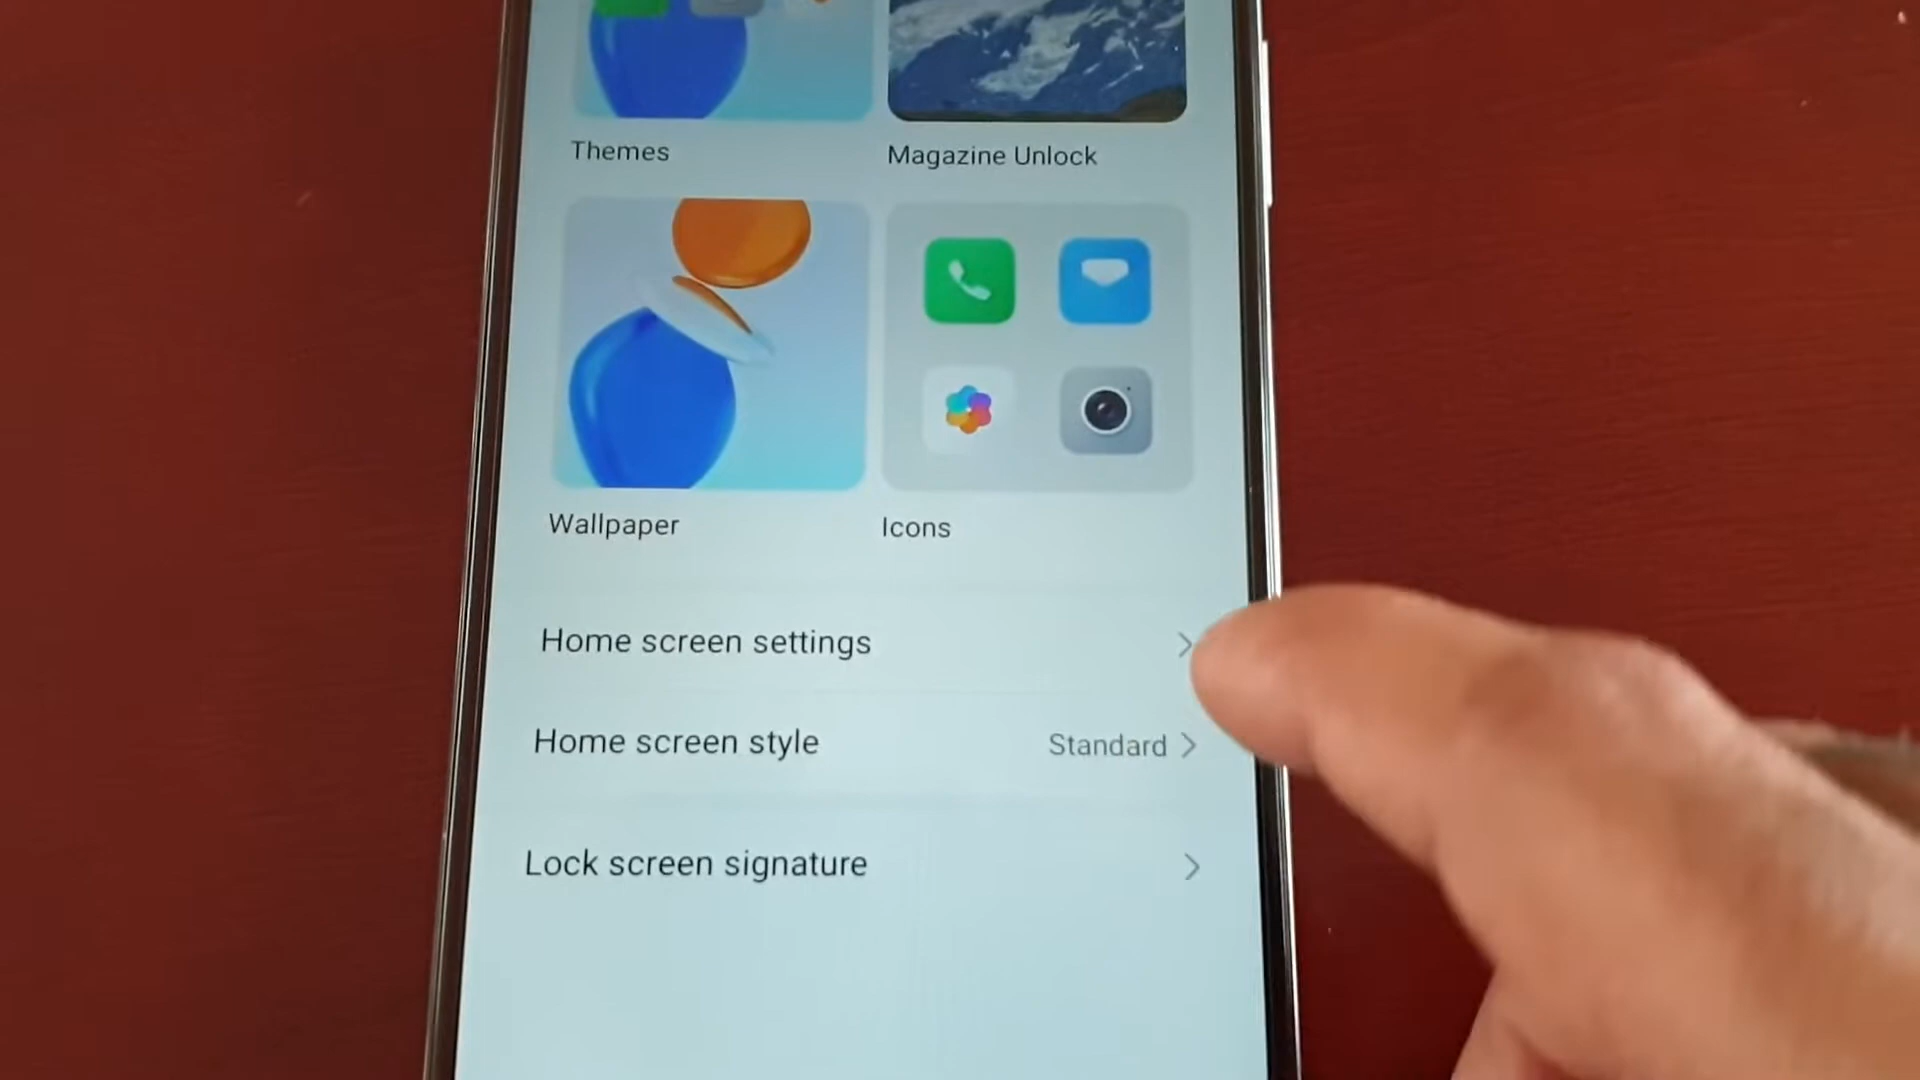 Themes
Magazine Unlock
Wallpaper
Icons
Home screen settings
Home screen style
Standard
Lock screen signature